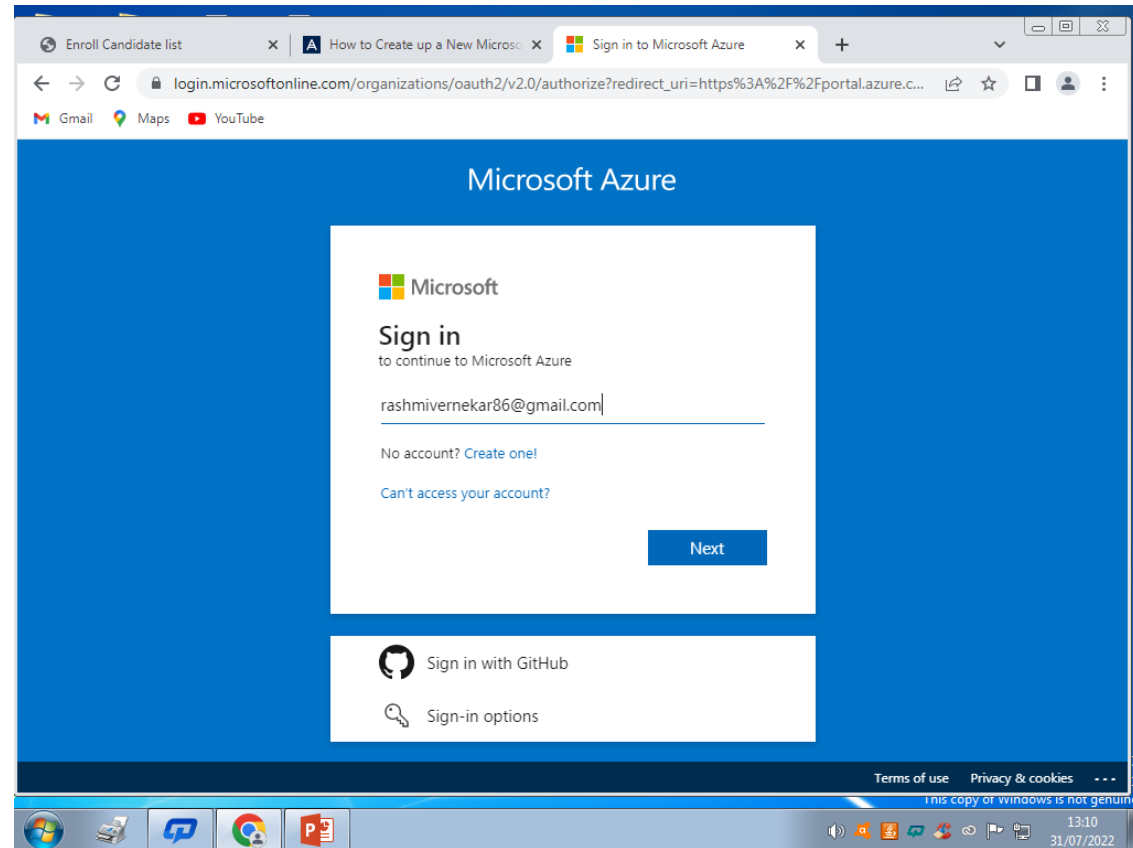 Enroll Candidate list
How to Create up a New Microso
Sign in to Microsoft Azure
login.microsoftonline.com/organizations/oauth2/v2.0/authorize?redirect_uri=https%3A%2F%2Fportal.azure.c...
Gmail Maps YouTube
Microsoft Azure
Microsoft
Sign in
to continue to Microsoft Azure
rashmivernekar86@gmail.com
No account? Create one!
Can't access your account?
Next
Sign in with GitHub
Sign-in options
Terms of use Privacy & cookies ...
This copy of Windows is not genuin
13:10
31/07/2022